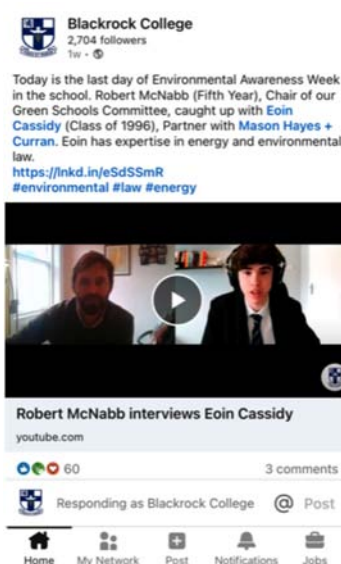 Blackrock College
2,704 followers
1w •
Today is the last day of Environmental Awareness Week
in the school. Robert McNabb (Fifth Year), Chair of our
Green Schools Committee, caught up with Eoin
Cassidy (Class of 1996), Partner with Mason Hayes +
Curran. Eoin has expertise in energy and environmental
law.
https://lnkd.in/eSdSSmR
#environmental #law #energy
Robert McNabb interviews Eoin Cassidy
youtube.com
60
3 comments
Responding as Blackrock College @ Post
Home My Network Post Notifications Jobs